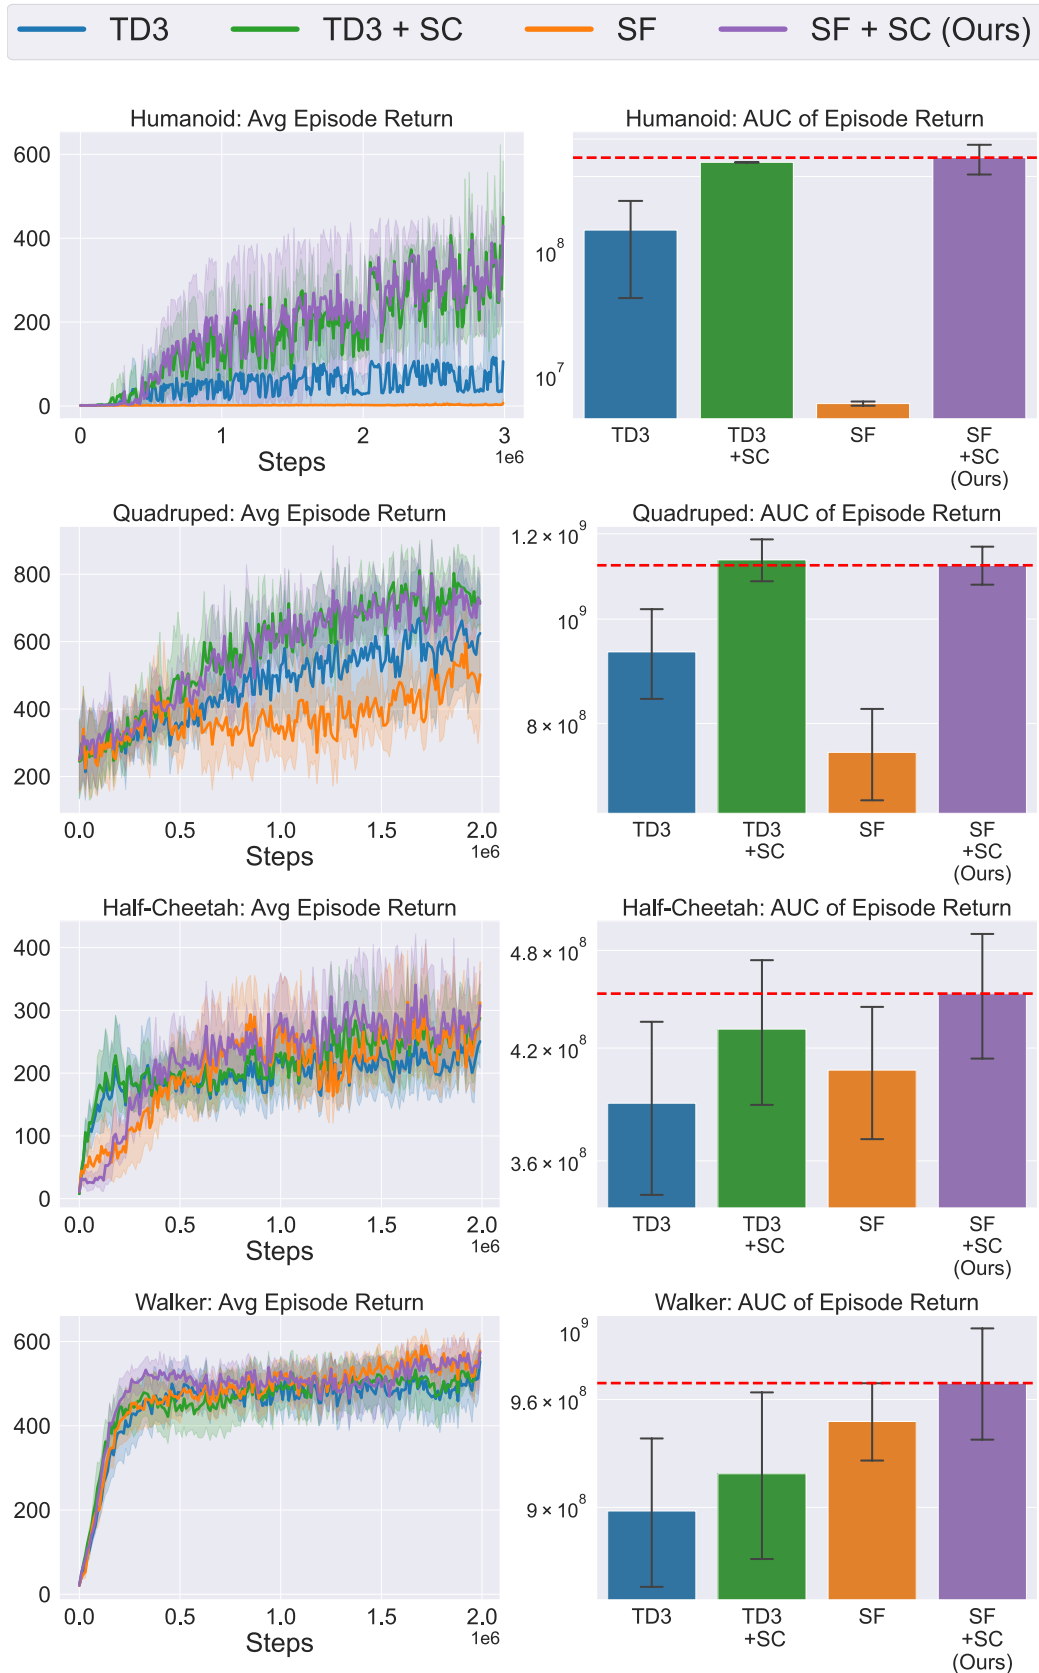 TD3 TD3 + SC SF SF + SC (Ours)
Humanoid: Avg Episode Return
600
400
200
0
0 1 2 3
1e6
Steps
Humanoid: AUC of Episode Return
10^8
10^7
TD3 TD3 +SC SF SF +SC (Ours)
Quadruped: Avg Episode Return
800
600
400
200
0.0 0.5 1.0 1.5 2.0
1e6
Steps
Quadruped: AUC of Episode Return
1.2 × 10^9
10^9
8 × 10^8
TD3 TD3 +SC SF SF +SC (Ours)
Half-Cheetah: Avg Episode Return
400
300
200
100
0
0.0 0.5 1.0 1.5 2.0
1e6
Steps
Half-Cheetah: AUC of Episode Return
4.8 × 10^8
4.2 × 10^8
3.6 × 10^8
TD3 TD3 +SC SF SF +SC (Ours)
Walker: Avg Episode Return
600
400
200
0
0.0 0.5 1.0 1.5 2.0
1e6
Steps
Walker: AUC of Episode Return
10^9
9.6 × 10^8
9 × 10^8
TD3 TD3 +SC SF SF +SC (Ours)